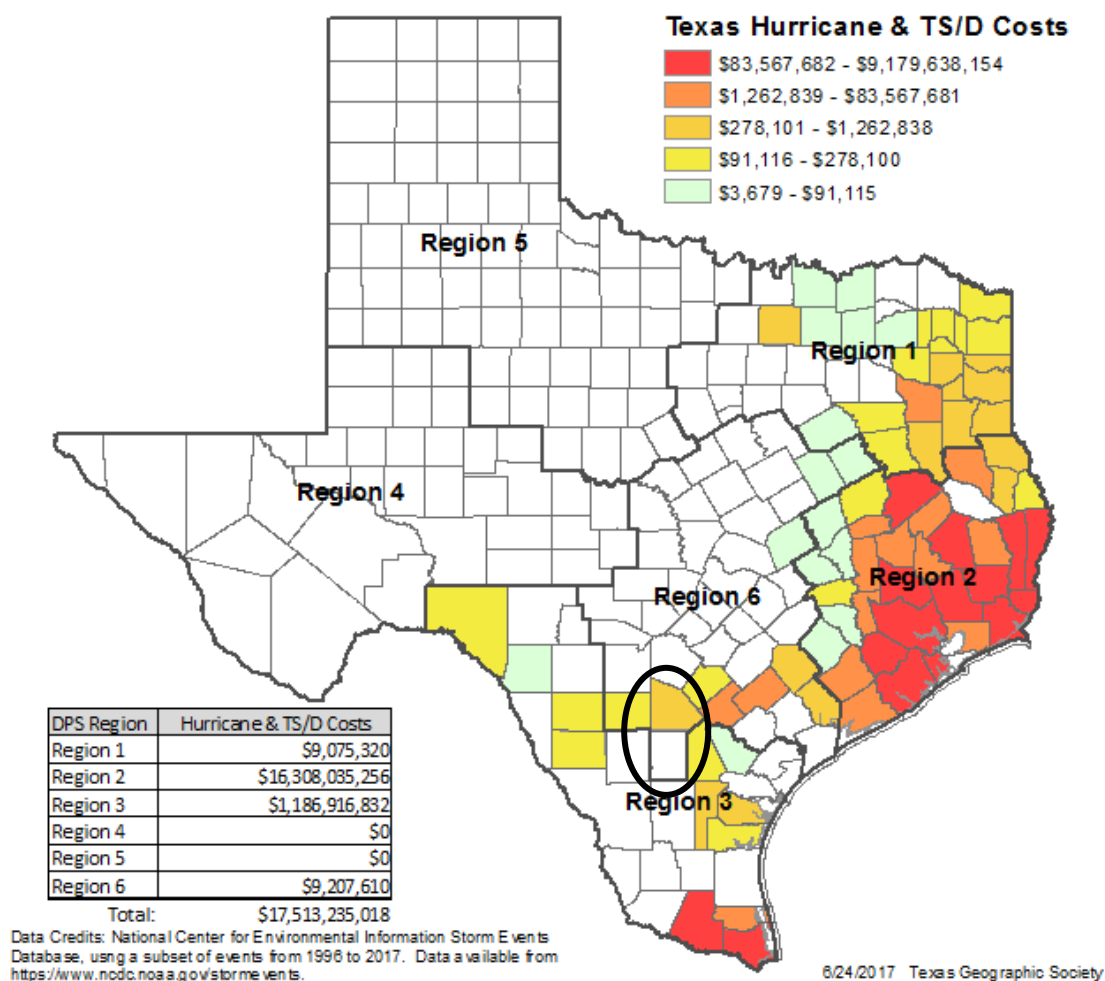 Texas Hurricane & TS/D Costs
$83,567,682 - $9,179,638,154
$1,262,839 - $83,567,681
$278,101 - $1,262,838
$91,116 - $278,100
$3,679 - $91,115
Region 5
Region 1
Region 4
Region 2
Region 6
Region 3
DPS Region Hurricane & TS/D Costs
Region 1 $9,075,320
Region 2 $16,308,035,256
Region 3 $1,186,916,832
Region 4 $0
Region 5 $0
Region 6 $9,207,610
Total: $17,513,235,018
Data Credits: National Center for Environmental Information Storm Events
Database, usng a subset of events from 1996 to 2017. Data available from
https://www.ncdc.noaa.gov/stormevents.
6/24/2017 Texas Geographic Society